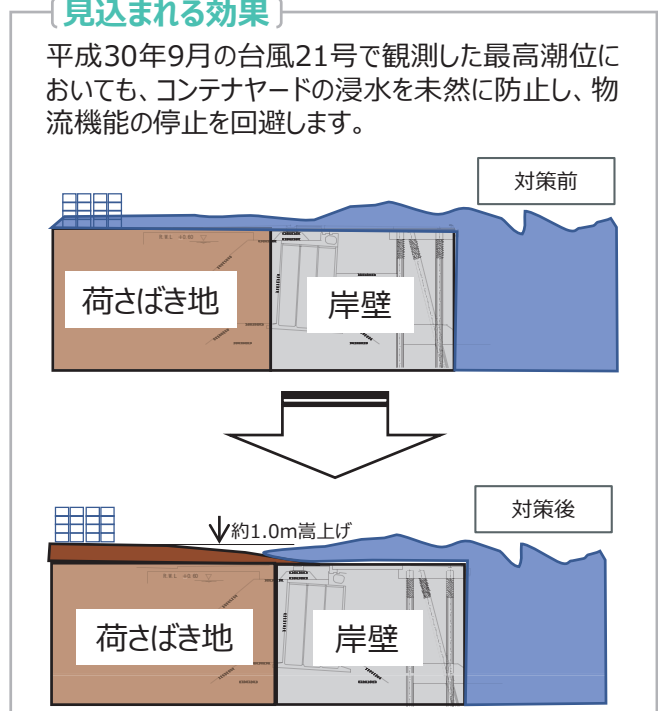 見込まれる効果
平成30年9月の台風21号で観測した最高潮位に
おいても、コンテナヤードの浸水を未然に防止し、物
流機能の停止を回避します。
対策前
荷さばき地
岸壁
対策後
約1.0m嵩上げ
荷さばき地
岸壁